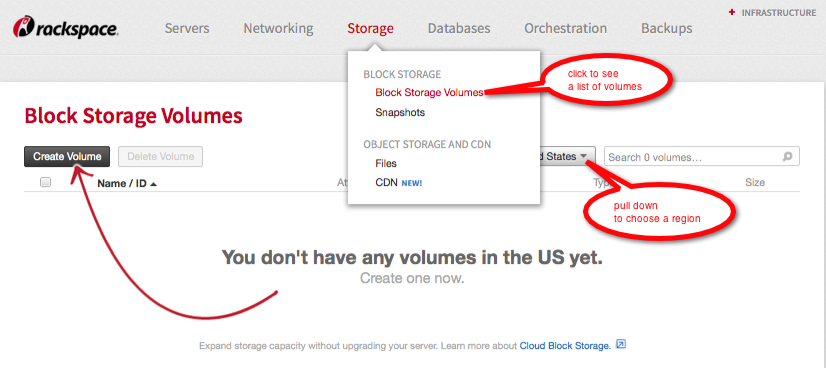 rackspace.
Servers Networking Storage Databases Orchestration Backups
+ INFRASTRUCTURE
BLOCK STORAGE
Block Storage Volumes
Snapshots
OBJECT STORAGE AND CDN
Files
CDN NEW!
click to see
a list of volumes
Block Storage Volumes
Create Volume Delete Volume
States
Search 0 volumes...
pull down
to choose a region
Name / ID
Size
You don't have any volumes in the US yet.
Create one now.
Expand storage capacity without upgrading your server. Learn more about Cloud Block Storage.